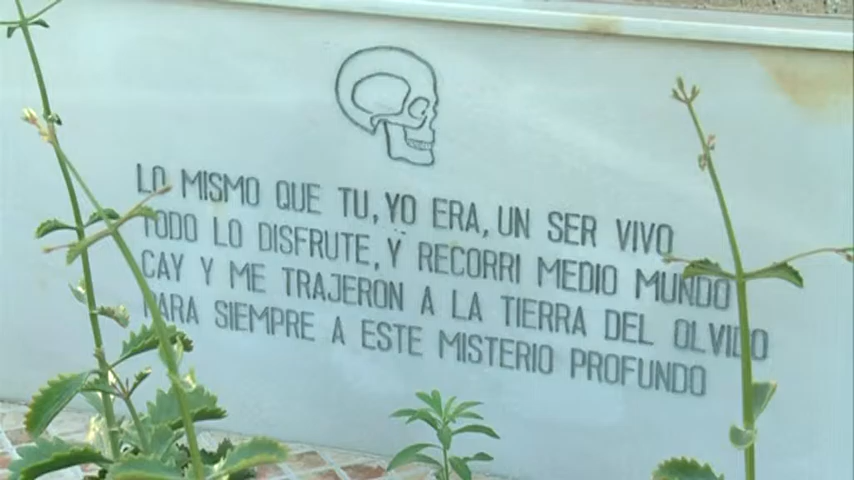 LO MISMO QUE TU, YO ERA, UN SER VIVO
TODO LO DISFRUTE, Y RECORRI MEDIO MUNDO
CAY Y ME TRAJERON A LA TIERRA DEL OLVIDO
PARA SIEMPRE A ESTE MISTERIO PROFUNDO